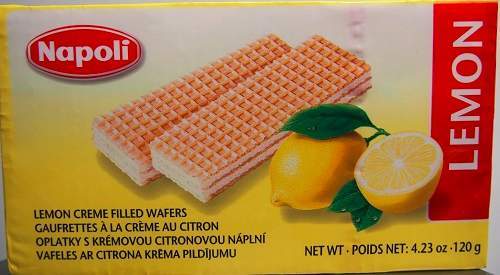 Napoli
LEMON
LEMON CREME FILLED WAFERS
GAUFRETTES À LA CRÈME AU CITRON
OPLATKY S KRÉMOVOU CITRONOVOU NÁPLNÍ
VAFELES AR CITRONA KRĒMA PILDĪJUMU
NET WT · POIDS NET: 4.23 oz · 120 g